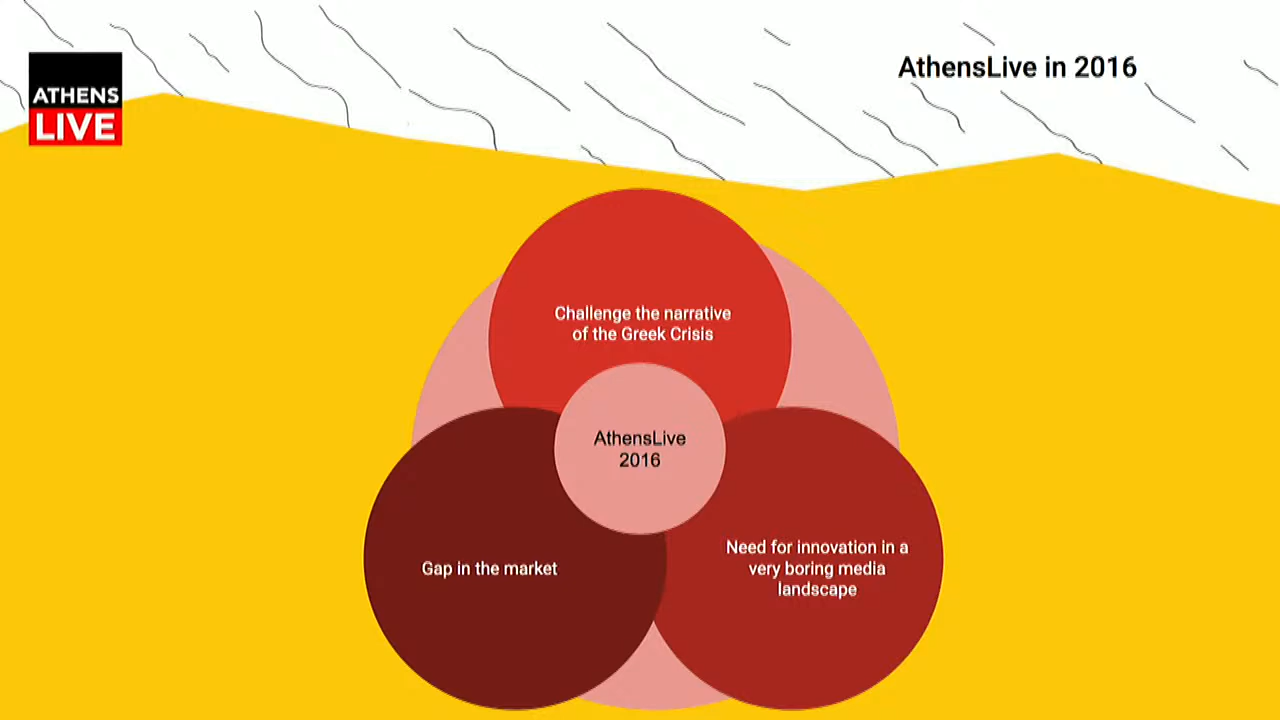 ATHENS
LIVE
AthensLive in 2016
Challenge the narrative
of the Greek Crisis
AthensLive
2016
Gap in the market
Need for innovation in a
very boring media
landscape